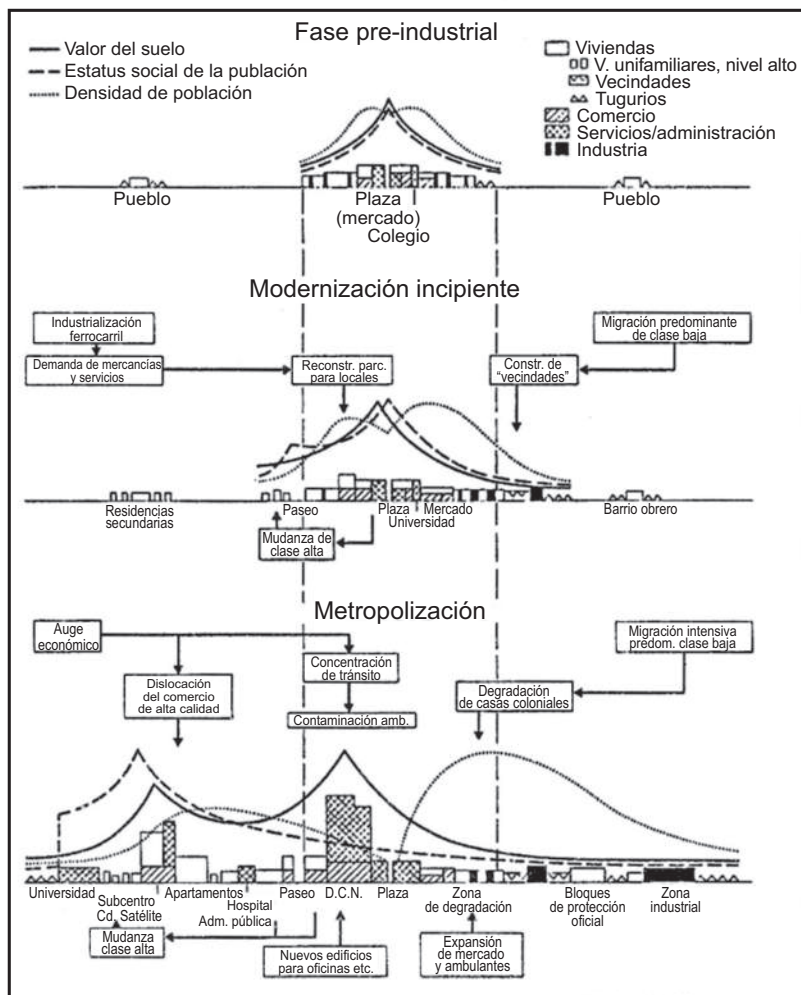 Fase pre-industrial
Valor del suelo
Estatus social de la publación
Densidad de población
Viviendas
V. unifamiliares, nivel alto
Vecindades
Tugurios
Comercio
Servicios/administración
Industria
Pueblo
Plaza
(mercado)
Colegio
Pueblo
Modernización incipiente
Industrialización
ferrocarril
Demanda de mercancías
y servicios
Reconstr. parc.
para locales
Constr. de
"vecindades"
Migración predominante
de clase baja
Residencias
secundarias
Paseo
Plaza
Mercado
Universidad
Barrio obrero
Mudanza de
clase alta
Metropolización
Auge
económico
Dislocación
del comercio
de alta calidad
Concentración
de tránsito
Contaminación amb.
Degradación
de casas coloniales
Migración intensiva
predom. clase baja
Universidad
Subcentro
Cd. Satélite
Apartamentos
Hospital
Adm. pública
Paseo
D.C.N.
Plaza
Zona
de degradación
Bloques
de protección
oficial
Zona
industrial
Mudanza
clase alta
Nuevos edificios
para oficinas etc.
Expansión
de mercado
y ambulantes